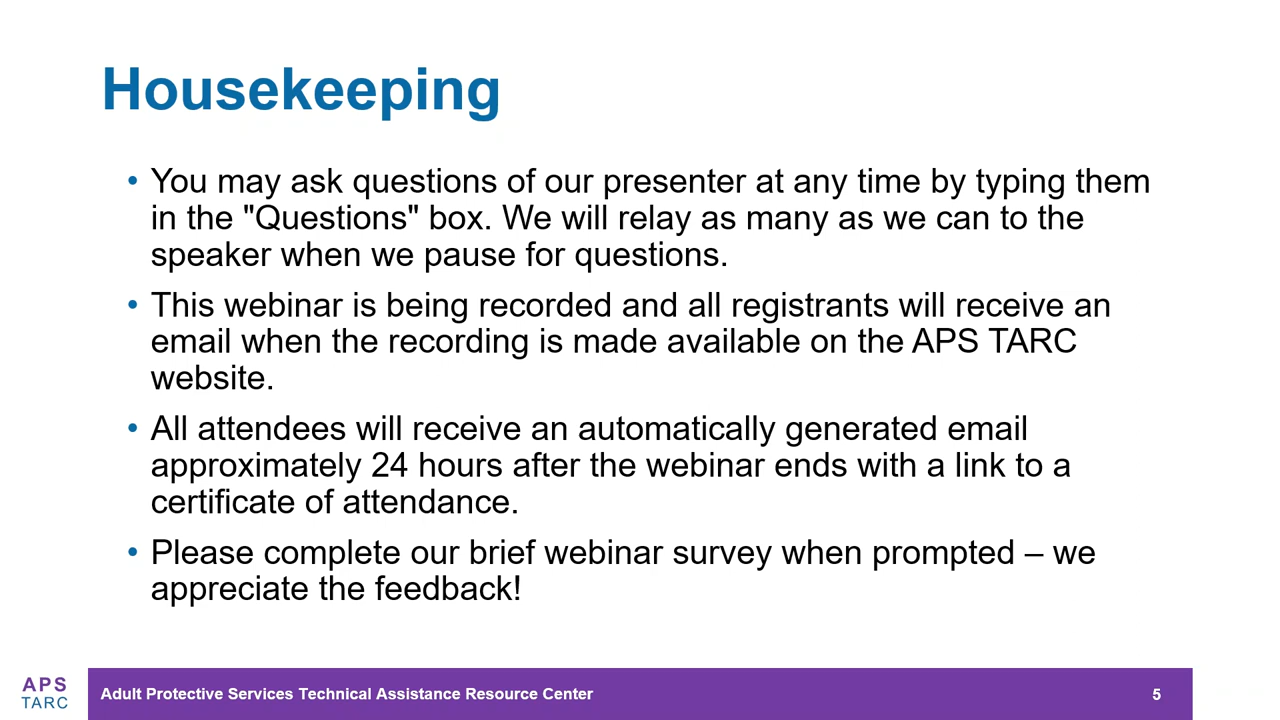 Housekeeping
• You may ask questions of our presenter at any time by typing them
in the "Questions" box. We will relay as many as we can to the
speaker when we pause for questions.
• This webinar is being recorded and all registrants will receive an
email when the recording is made available on the APS TARC
website.
• All attendees will receive an automatically generated email
approximately 24 hours after the webinar ends with a link to a
certificate of attendance.
• Please complete our brief webinar survey when prompted – we
appreciate the feedback!
APS
TARC
Adult Protective Services Technical Assistance Resource Center
5